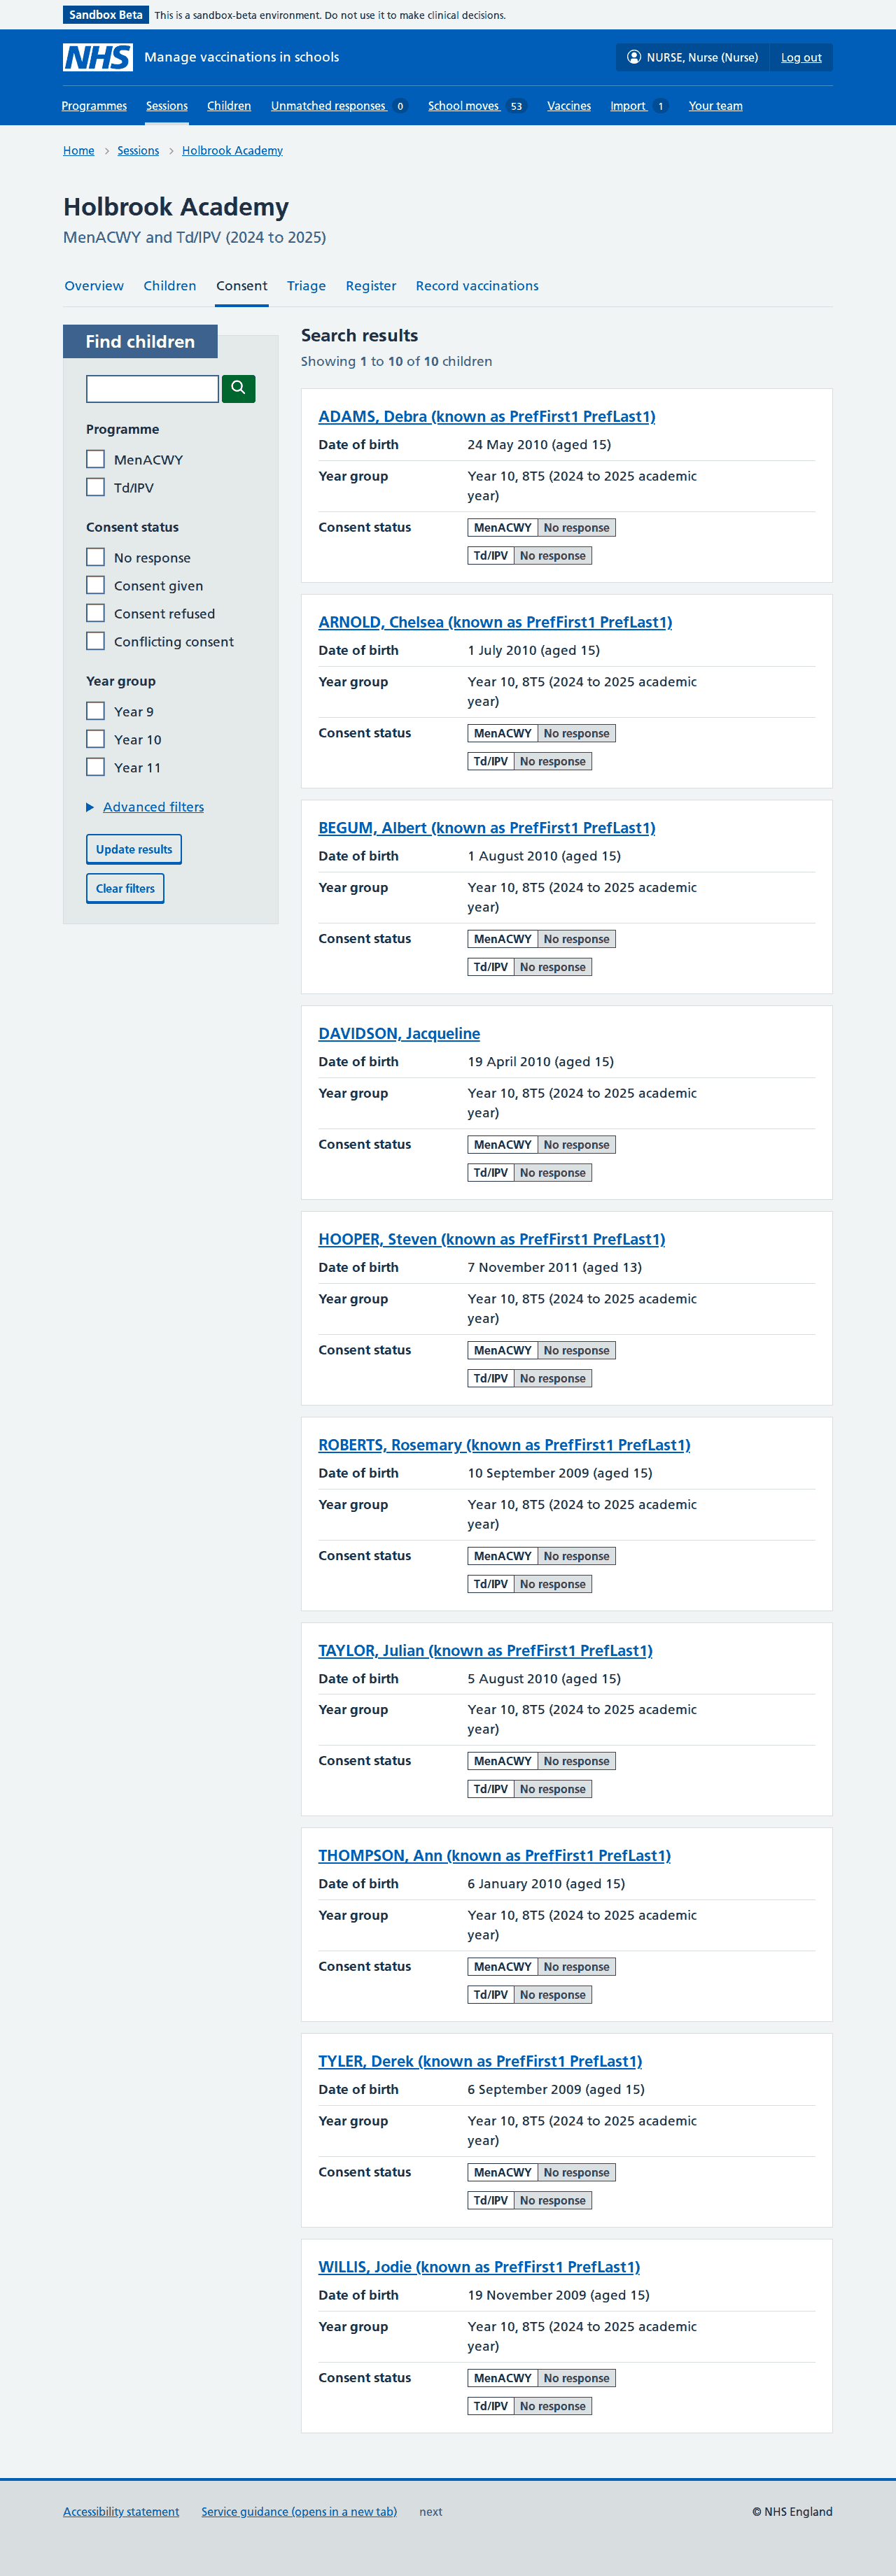 Sandbox Beta This is a sandbox-beta environment. Do not use it to make clinical decisions.
NHS Manage vaccinations in schools NURSE, Nurse (Nurse) Log out
Programmes Sessions Children Unmatched responses 0 School moves 53 Vaccines Import 1 Your team
Home Sessions Holbrook Academy
Holbrook Academy
MenACWY and Td/IPV (2024 to 2025)
Overview Children Consent Triage Register Record vaccinations
Find children
Programme
MenACWY
Td/IPV
Consent status
No response
Consent given
Consent refused
Conflicting consent
Year group
Year 9
Year 10
Year 11
Advanced filters
Update results
Clear filters
Search results
Showing 1 to 10 of 10 children
ADAMS, Debra (known as PrefFirst1 PrefLast1)
Date of birth 24 May 2010 (aged 15)
Year group Year 10, 8T5 (2024 to 2025 academic
year)
Consent status MenACWY No response
Td/IPV No response
ARNOLD, Chelsea (known as PrefFirst1 PrefLast1)
Date of birth 1 July 2010 (aged 15)
Year group Year 10, 8T5 (2024 to 2025 academic
year)
Consent status MenACWY No response
Td/IPV No response
BEGUM, Albert (known as PrefFirst1 PrefLast1)
Date of birth 1 August 2010 (aged 15)
Year group Year 10, 8T5 (2024 to 2025 academic
year)
Consent status MenACWY No response
Td/IPV No response
DAVIDSON, Jacqueline
Date of birth 19 April 2010 (aged 15)
Year group Year 10, 8T5 (2024 to 2025 academic
year)
Consent status MenACWY No response
Td/IPV No response
HOOPER, Steven (known as PrefFirst1 PrefLast1)
Date of birth 7 November 2011 (aged 13)
Year group Year 10, 8T5 (2024 to 2025 academic
year)
Consent status MenACWY No response
Td/IPV No response
ROBERTS, Rosemary (known as PrefFirst1 PrefLast1)
Date of birth 10 September 2009 (aged 15)
Year group Year 10, 8T5 (2024 to 2025 academic
year)
Consent status MenACWY No response
Td/IPV No response
TAYLOR, Julian (known as PrefFirst1 PrefLast1)
Date of birth 5 August 2010 (aged 15)
Year group Year 10, 8T5 (2024 to 2025 academic
year)
Consent status MenACWY No response
Td/IPV No response
THOMPSON, Ann (known as PrefFirst1 PrefLast1)
Date of birth 6 January 2010 (aged 15)
Year group Year 10, 8T5 (2024 to 2025 academic
year)
Consent status MenACWY No response
Td/IPV No response
TYLER, Derek (known as PrefFirst1 PrefLast1)
Date of birth 6 September 2009 (aged 15)
Year group Year 10, 8T5 (2024 to 2025 academic
year)
Consent status MenACWY No response
Td/IPV No response
WILLIS, Jodie (known as PrefFirst1 PrefLast1)
Date of birth 19 November 2009 (aged 15)
Year group Year 10, 8T5 (2024 to 2025 academic
year)
Consent status MenACWY No response
Td/IPV No response
Accessibility statement Service guidance (opens in a new tab) next © NHS England